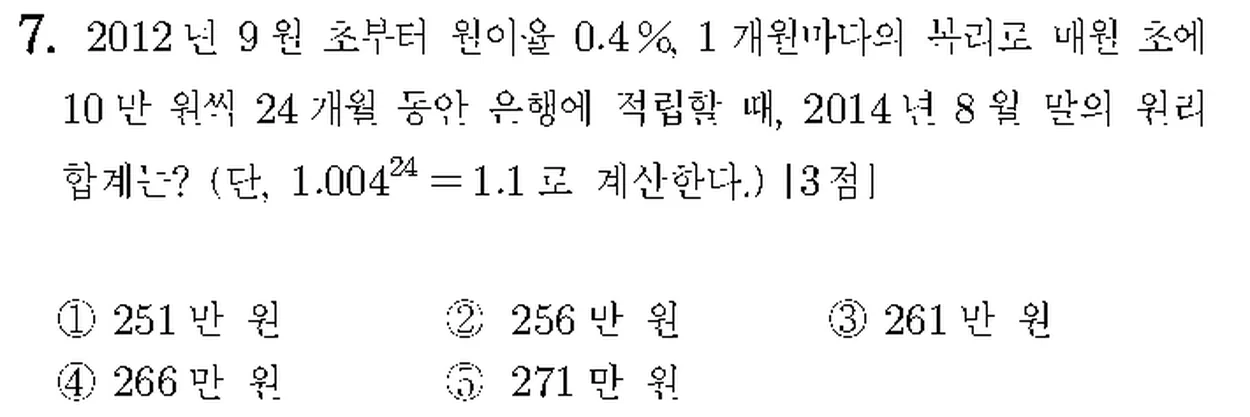 7. 2012년 9월 초부터 월이율 0.4%, 1개월마다의 복리로 매월 초에
10만 원씩 24개월 동안 은행에 적립할 때, 2014년 8월 말의 원리
합계는? (단, 1.004^24 = 1.1로 계산한다.) [3점]
① 251만 원 ② 256만 원 ③ 261만 원
④ 266만 원 ⑤ 271만 원